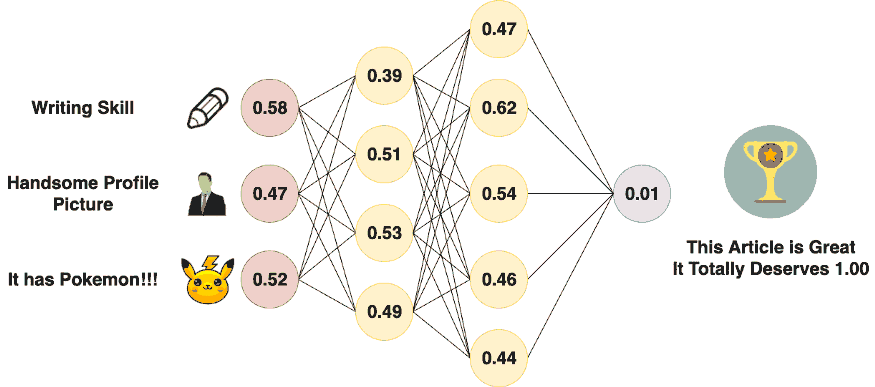 Writing Skill
Handsome Profile
Picture
It has Pokemon!!!
0.58
0.47
0.52
0.39
0.51
0.53
0.49
0.47
0.62
0.54
0.46
0.44
0.01
This Article is Great
It Totally Deserves 1.00